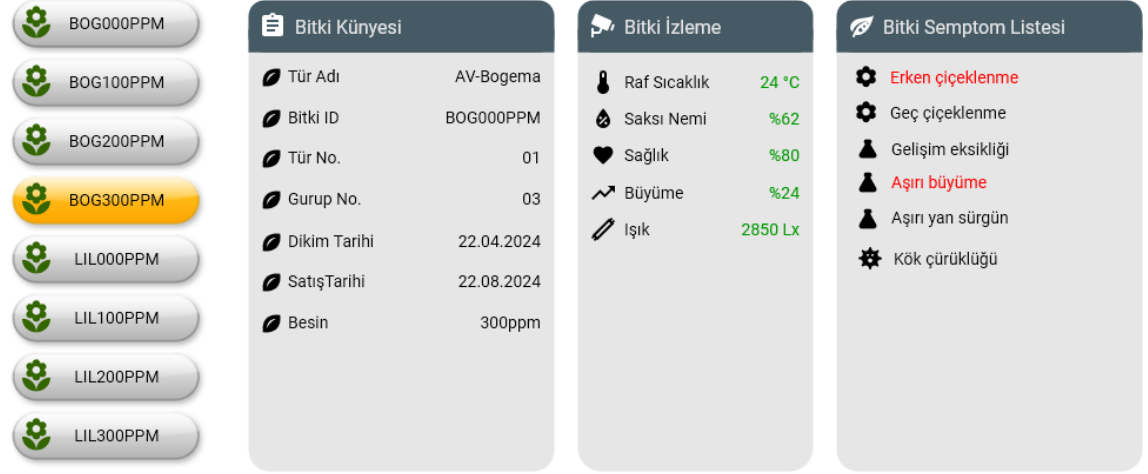 BOG000PPM
BOG100PPM
BOG200PPM
BOG300PPM
LIL000PPM
LIL100PPM
LIL200PPM
LIL300PPM
Bitki Künyesi
Tür Adı AV-Bogema
Bitki ID BOG000PPM
Tür No. 01
Gurup No. 03
Dikim Tarihi 22.04.2024
SatışTarihi 22.08.2024
Besin 300ppm
Bitki İzleme
Raf Sıcaklık 24 °C
Saksı Nemi %62
Sağlık %80
Büyüme %24
Işık 2850 Lx
Bitki Semptom Listesi
Erken çiçeklenme
Geç çiçeklenme
Gelişim eksikliği
Aşırı büyüme
Aşırı yan sürgün
Kök çürüklüğü